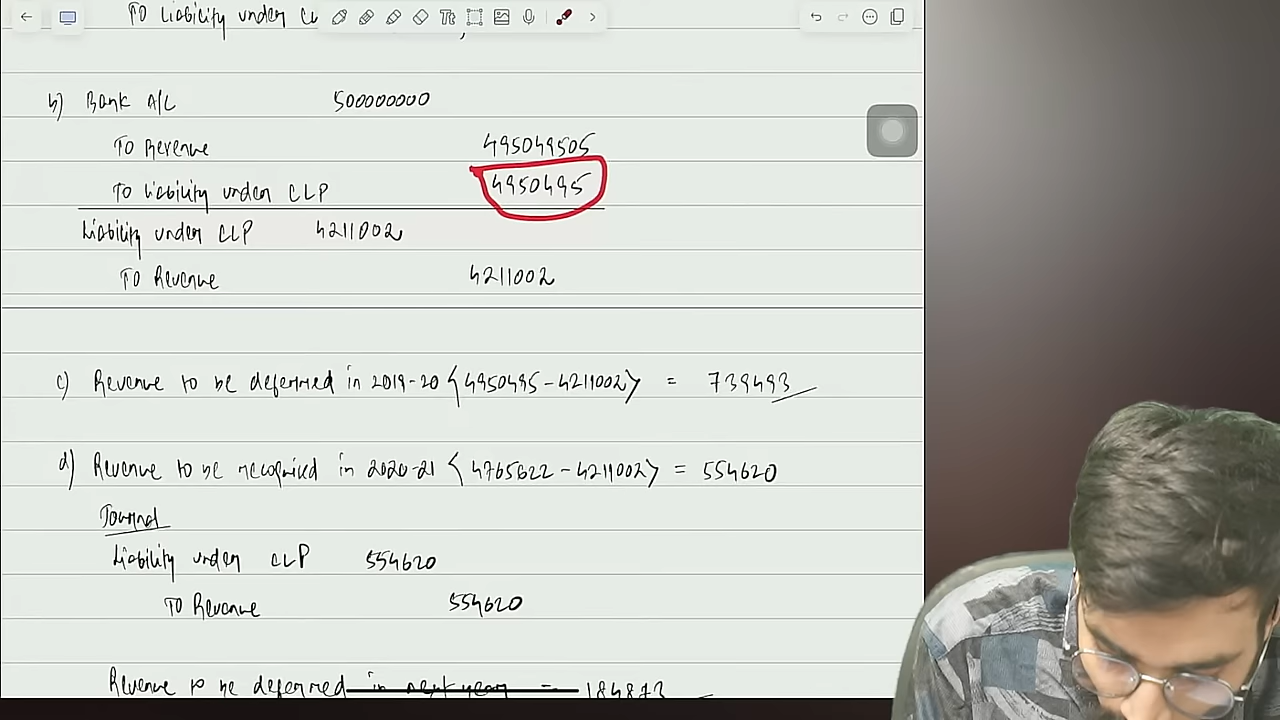 To liability under CL
b) Bank A/c 500000000
To Revenue 495049505
To liability under CLP 4950495
Liability under CLP 4211002
To Revenue 4211002
c) Revenue to be deferred in 2019-20 {4950495-4211002} = 739493
d) Revenue to be recognised in 2020-21 {4765622-4211002} = 554620
Journal
Liability under CLP 554620
To Revenue 554620
Revenue to be deferred in next year = 184873